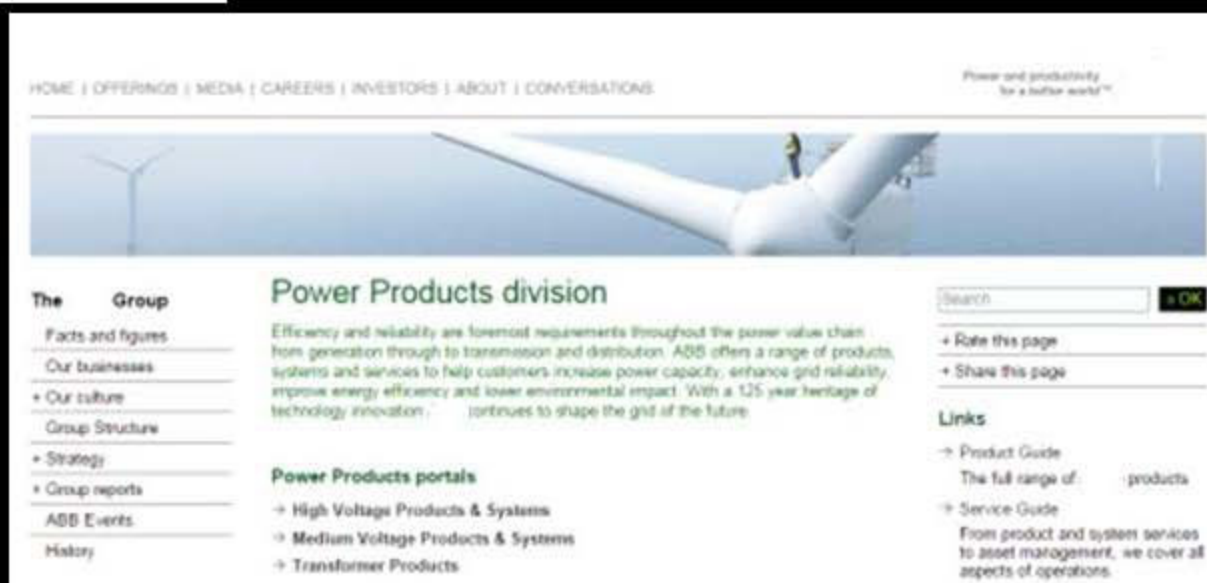 HOME | OFFERINGS | MEDIA | CAREERS | INVESTORS | ABOUT | CONVERSATIONS
Power and productivity
for a better world™
The Group
Facts and figures
Our businesses
+ Our culture
Group Structure
+ Strategy
+ Group reports
ABB Events
History
Power Products division
Efficiency and reliability are foremost requirements throughout the power value chain
from generation through to transmission and distribution. ABB offers a range of products,
systems and services to help customers increase power capacity, enhance grid reliability,
improve energy efficiency and lower environmental impact. With a 125 year heritage of
technology innovation continues to shape the grid of the future
Power Products portals
→ High Voltage Products & Systems
→ Medium Voltage Products & Systems
→ Transformer Products
Search
» OK
+ Rate this page
+ Share this page
Links
→ Product Guide
The full range of products
→ Service Guide
From product and system services
to asset management, we cover all
aspects of operations.